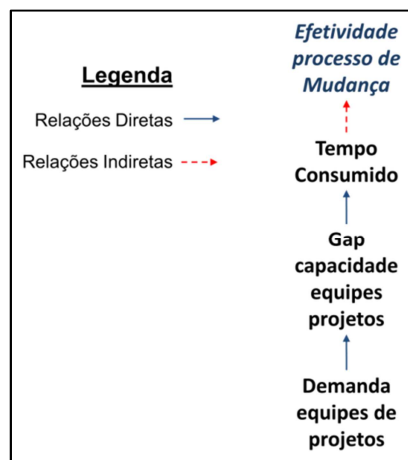 Legenda
Relações Diretas
Relações Indiretas
Efetividade
processo de
Mudança
Tempo
Consumido
Gap
capacidade
equipes
projetos
Demanda
equipes de
projetos